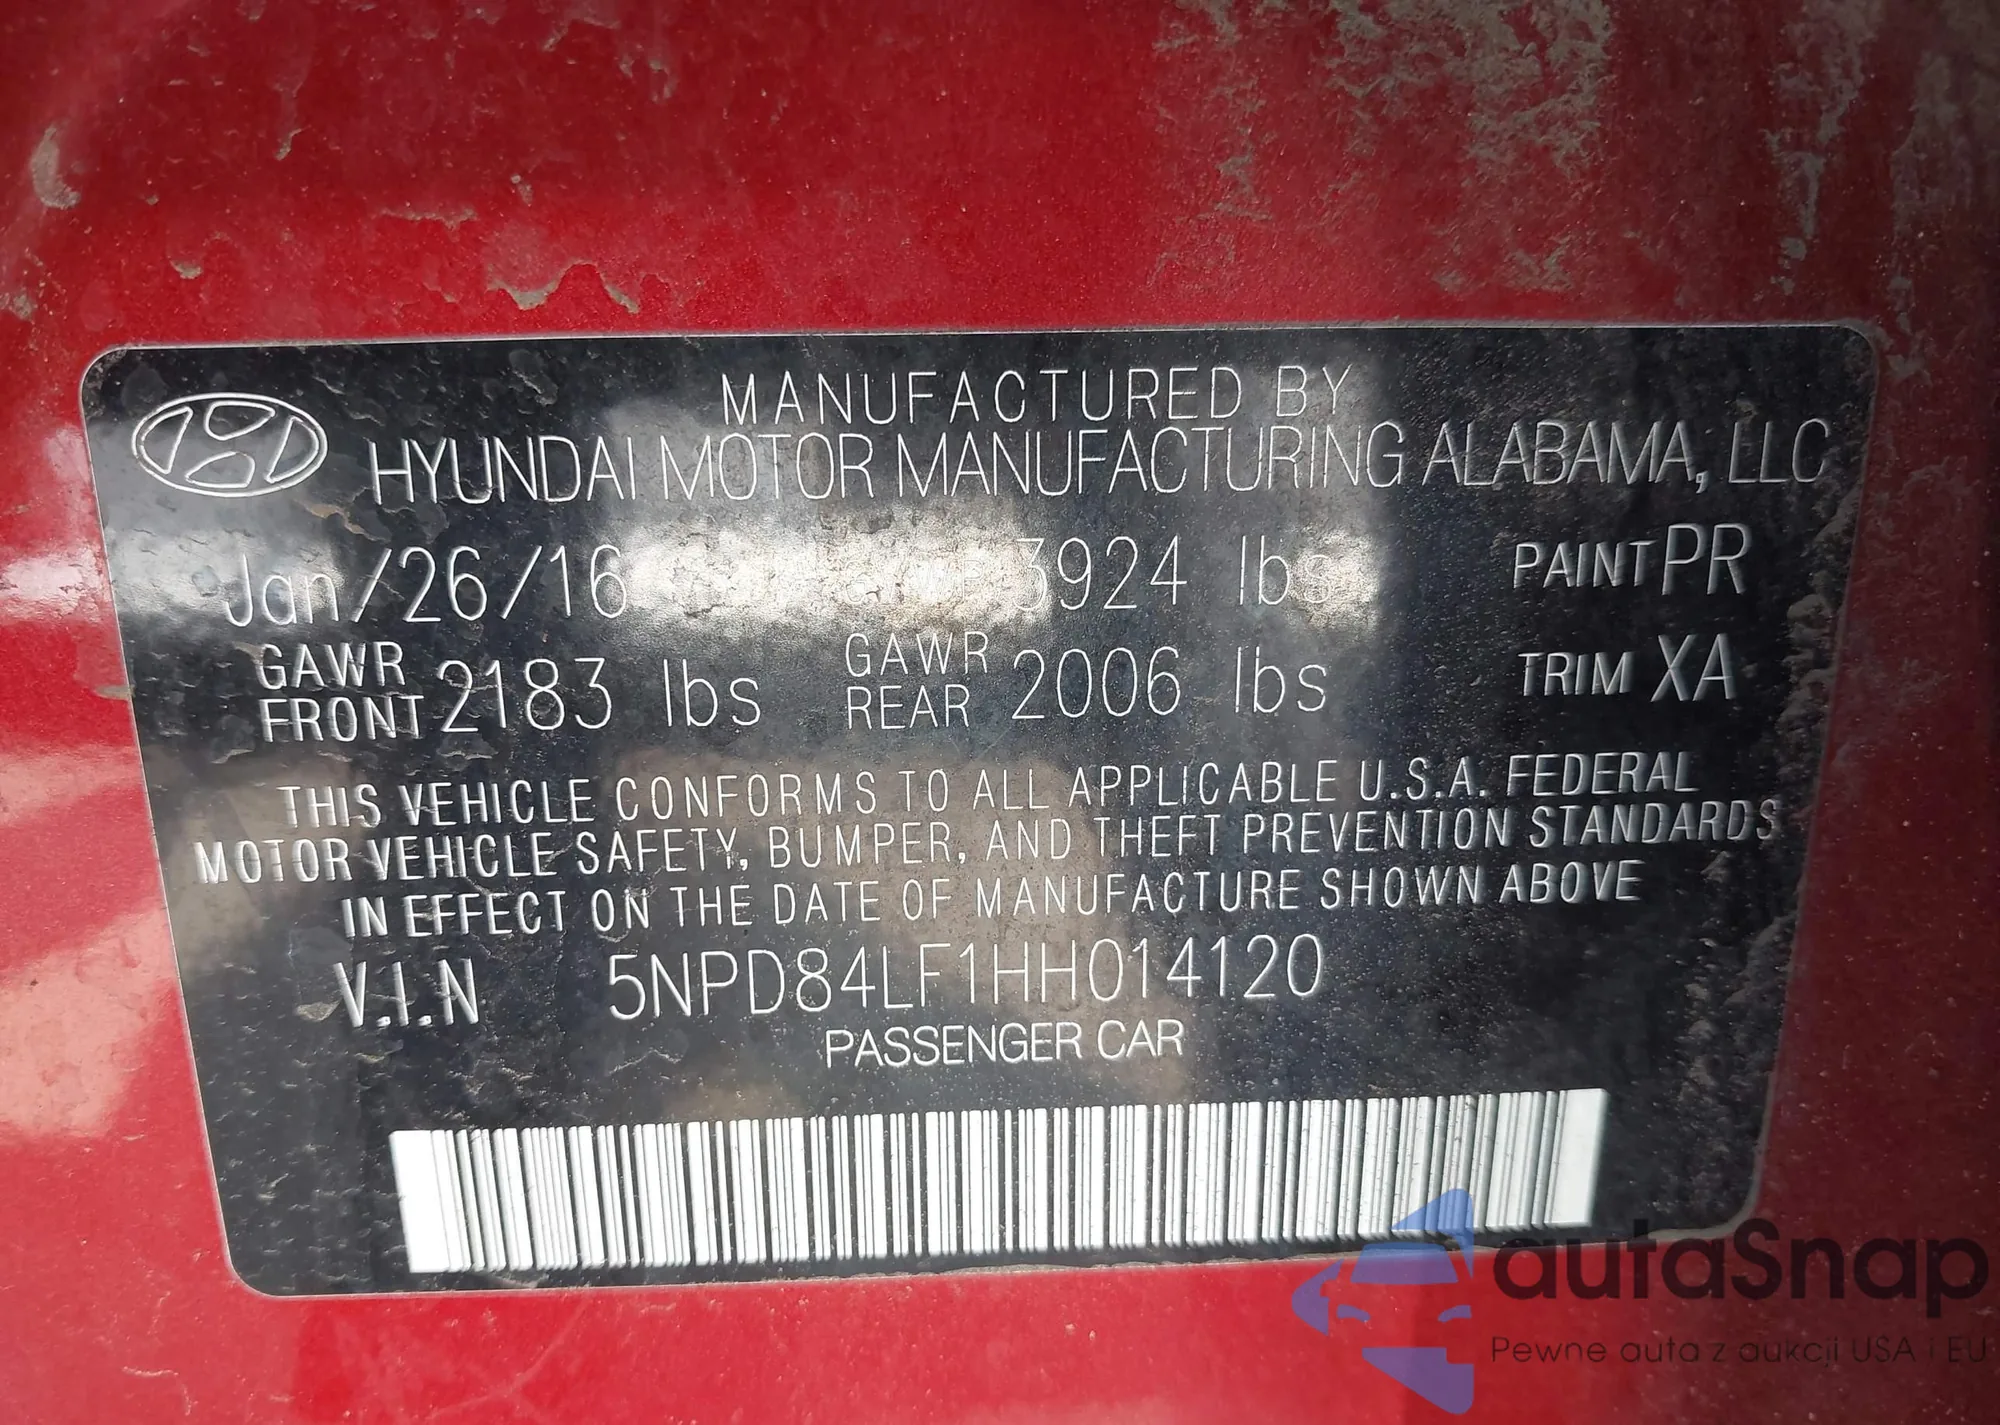 MANUFACTURED BY
HYUNDAI MOTOR MANUFACTURING ALABAMA, LLC
Jan/26/16 GVWR 3924 lbs PAINT PR
GAWR FRONT 2183 lbs GAWR REAR 2006 lbs TRIM XA
THIS VEHICLE CONFORMS TO ALL APPLICABLE U.S.A. FEDERAL
MOTOR VEHICLE SAFETY, BUMPER, AND THEFT PREVENTION STANDARDS
IN EFFECT ON THE DATE OF MANUFACTURE SHOWN ABOVE
V.I.N 5NPD84LF1HH014120
PASSENGER CAR
autaSnap
Pewne auta z aukcji USA i EU